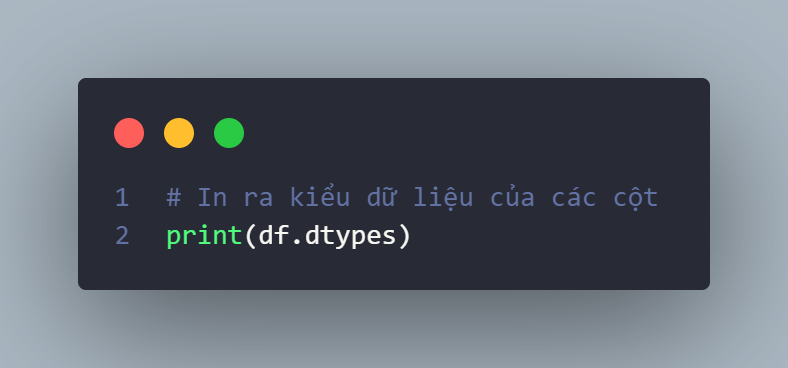 1 # In ra kiểu dữ liệu của các cột
2 print(df.dtypes)